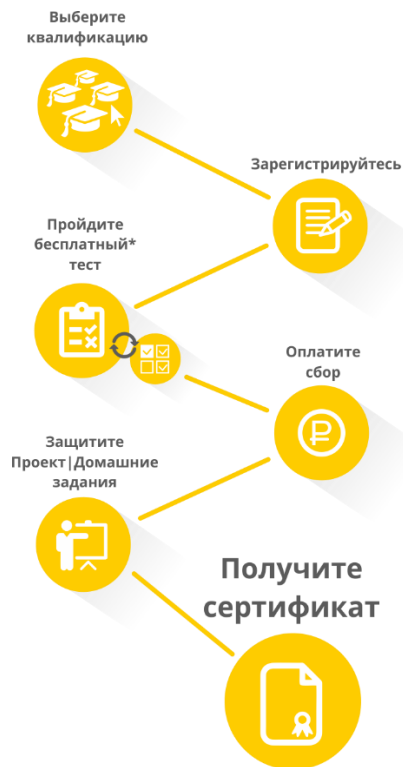 Выберите
квалификацию
Зарегистрируйтесь
Пройдите
бесплатный*
тест
Оплатите
сбор
Защитите
Проект|Домашние
задания
Получите
сертификат